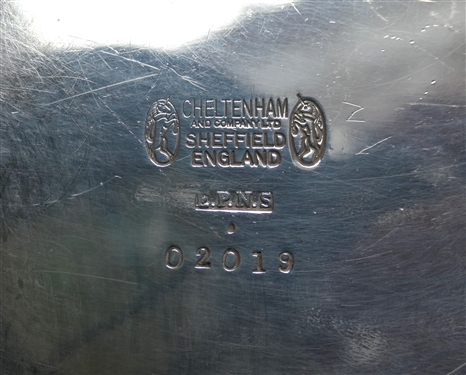 CHELTENHAM
AND COMPANY LTD
SHEFFIELD
ENGLAND
E.P.N.S
02019